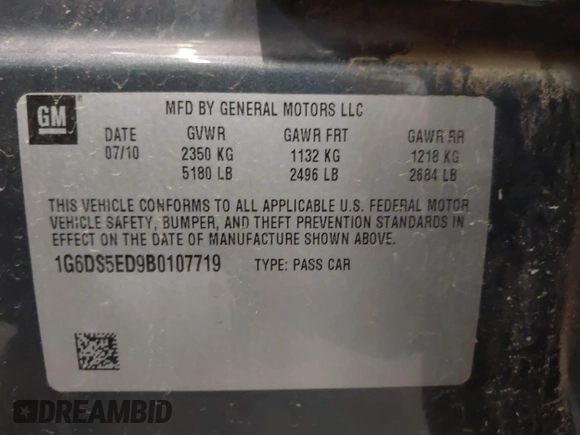 GM
MFD BY GENERAL MOTORS LLC
DATE GVWR GAWR FRT GAWR RR
07/10 2350 KG 1132 KG 1218 KG
5180 LB 2496 LB 2684 LB
THIS VEHICLE CONFORMS TO ALL APPLICABLE U.S. FEDERAL MOTOR
VEHICLE SAFETY, BUMPER, AND THEFT PREVENTION STANDARDS IN
EFFECT ON THE DATE OF MANUFACTURE SHOWN ABOVE.
1G6DS5ED9B0107719 TYPE: PASS CAR
DREAMBID